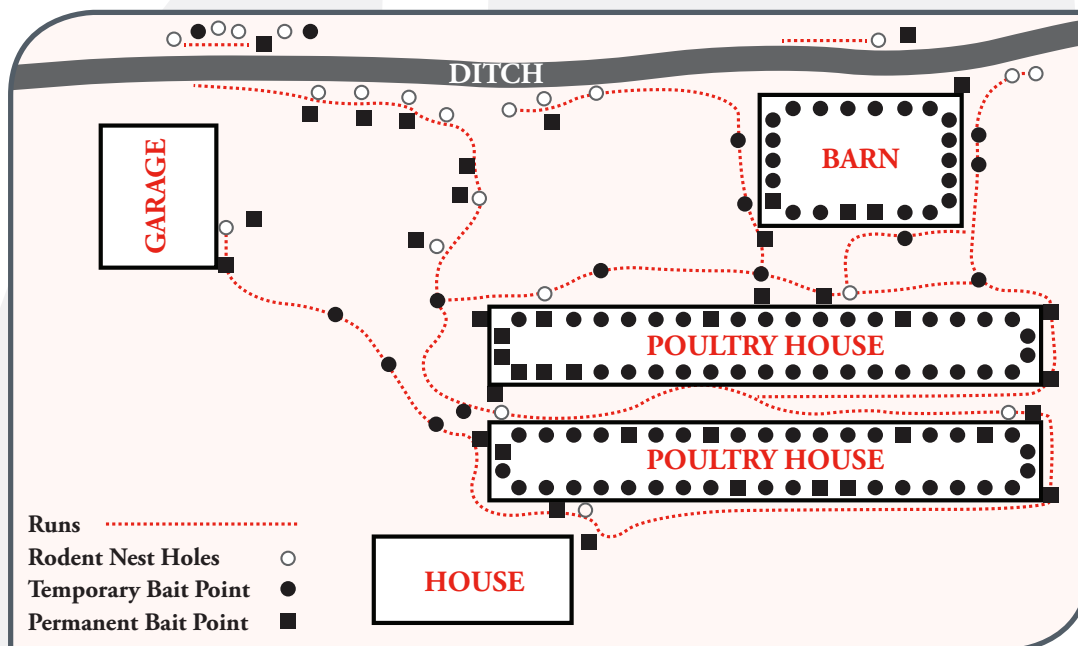 DITCH
GARAGE
BARN
POULTRY HOUSE
POULTRY HOUSE
HOUSE
Runs
Rodent Nest Holes
Temporary Bait Point
Permanent Bait Point